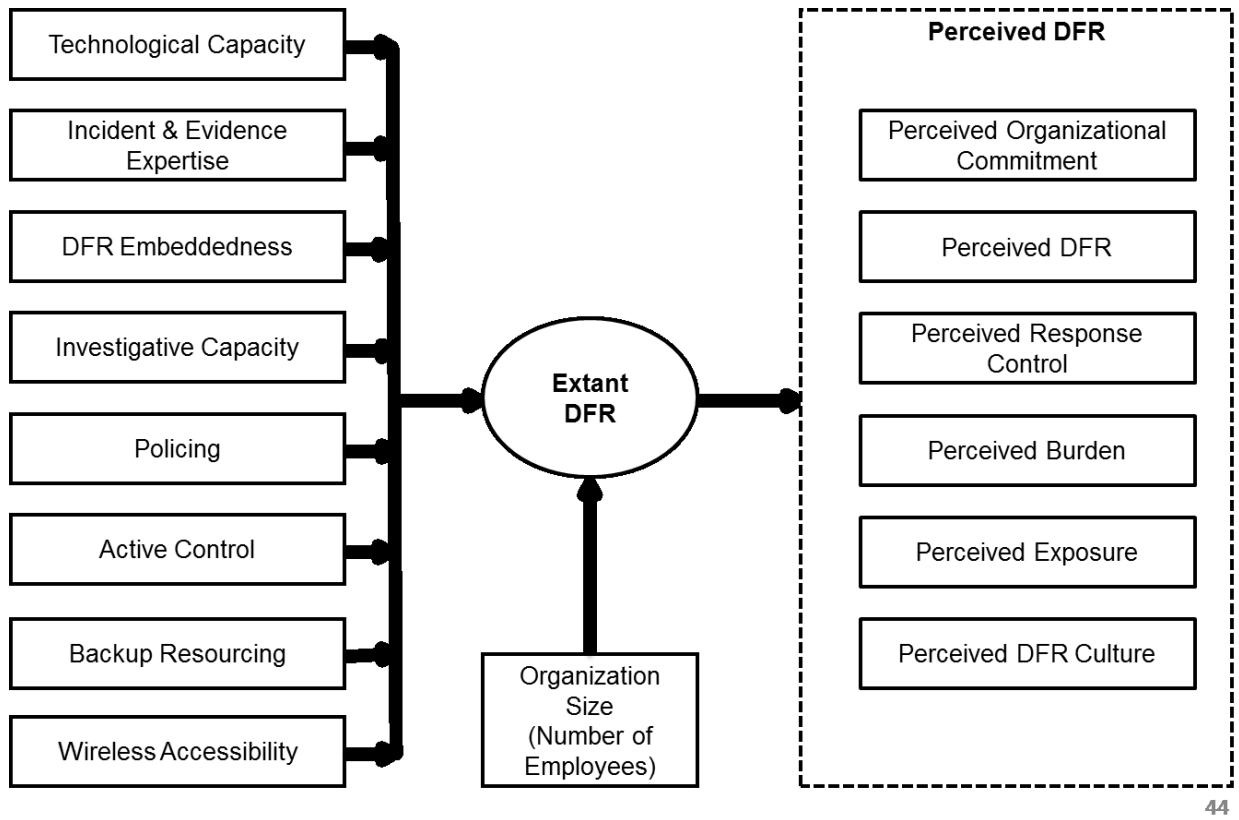 Technological Capacity
Incident & Evidence
Expertise
DFR Embeddedness
Investigative Capacity
Policing
Active Control
Backup Resourcing
Wireless Accessibility
Extant
DFR
Organization
Size
(Number of
Employees)
Perceived DFR
Perceived Organizational
Commitment
Perceived DFR
Perceived Response
Control
Perceived Burden
Perceived Exposure
Perceived DFR Culture
44